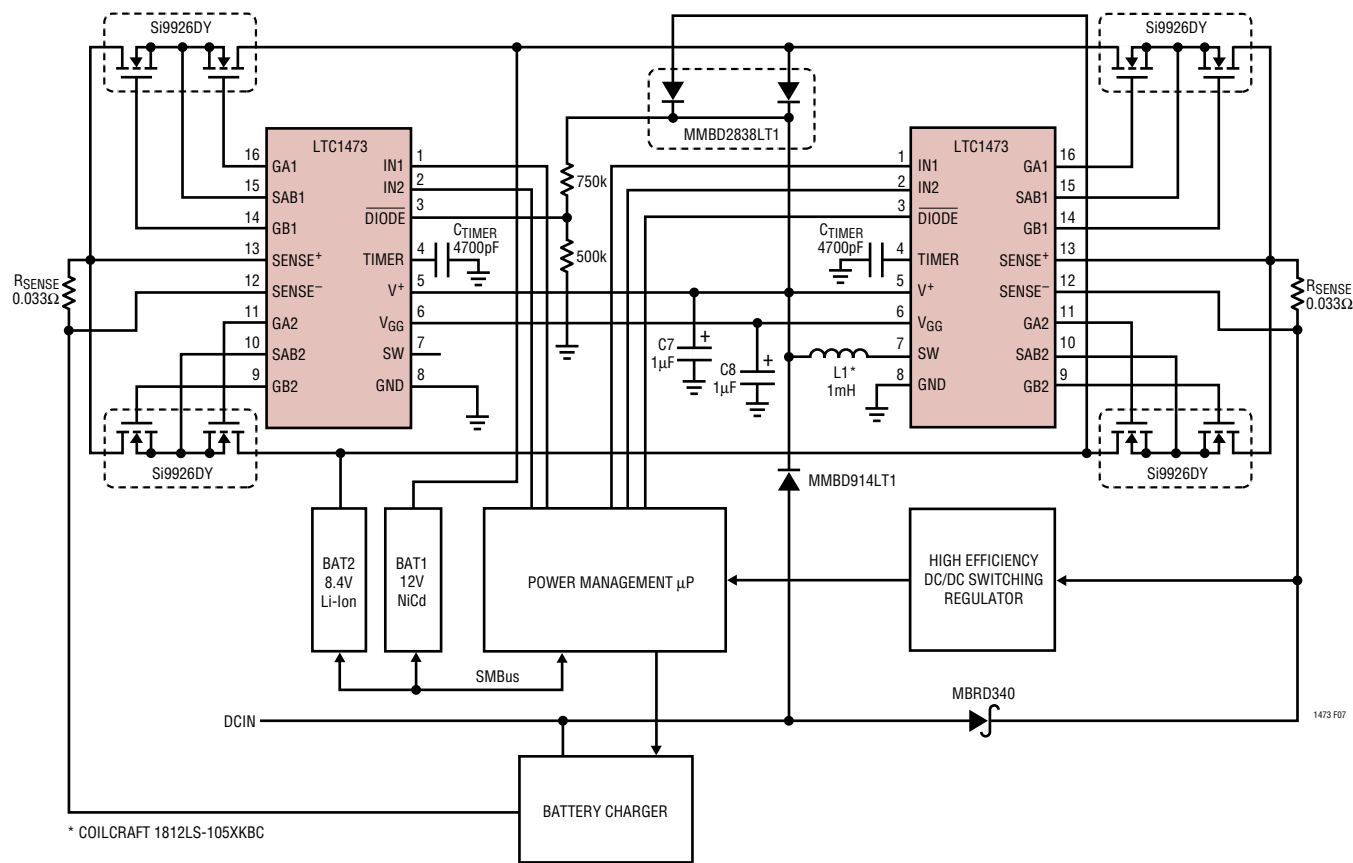 Si9926DY
Si9926DY
MMBD2838LT1
LTC1473
16 GA1
15 SAB1
14 GB1
13 SENSE+
12 SENSE−
11 GA2
10 SAB2
9 GB2
IN1 1
IN2 2
DIODE 3
TIMER 4
V+ 5
VGG 6
SW 7
GND 8
750k
500k
CTIMER
4700pF
RSENSE
0.033Ω
C7
1µF
+
C8
1µF
+
L1*
1mH
CTIMER
4700pF
LTC1473
1 IN1
2 IN2
3 DIODE
4 TIMER
5 V+
6 VGG
7 SW
8 GND
GA1 16
SAB1 15
GB1 14
SENSE+ 13
SENSE− 12
GA2 11
SAB2 10
GB2 9
RSENSE
0.033Ω
Si9926DY
Si9926DY
MMBD914LT1
BAT2
8.4V
Li-Ion
BAT1
12V
NiCd
POWER MANAGEMENT µP
HIGH EFFICIENCY
DC/DC SWITCHING
REGULATOR
SMBus
DCIN
MBRD340
1473 F07
BATTERY CHARGER
* COILCRAFT 1812LS-105XKBC